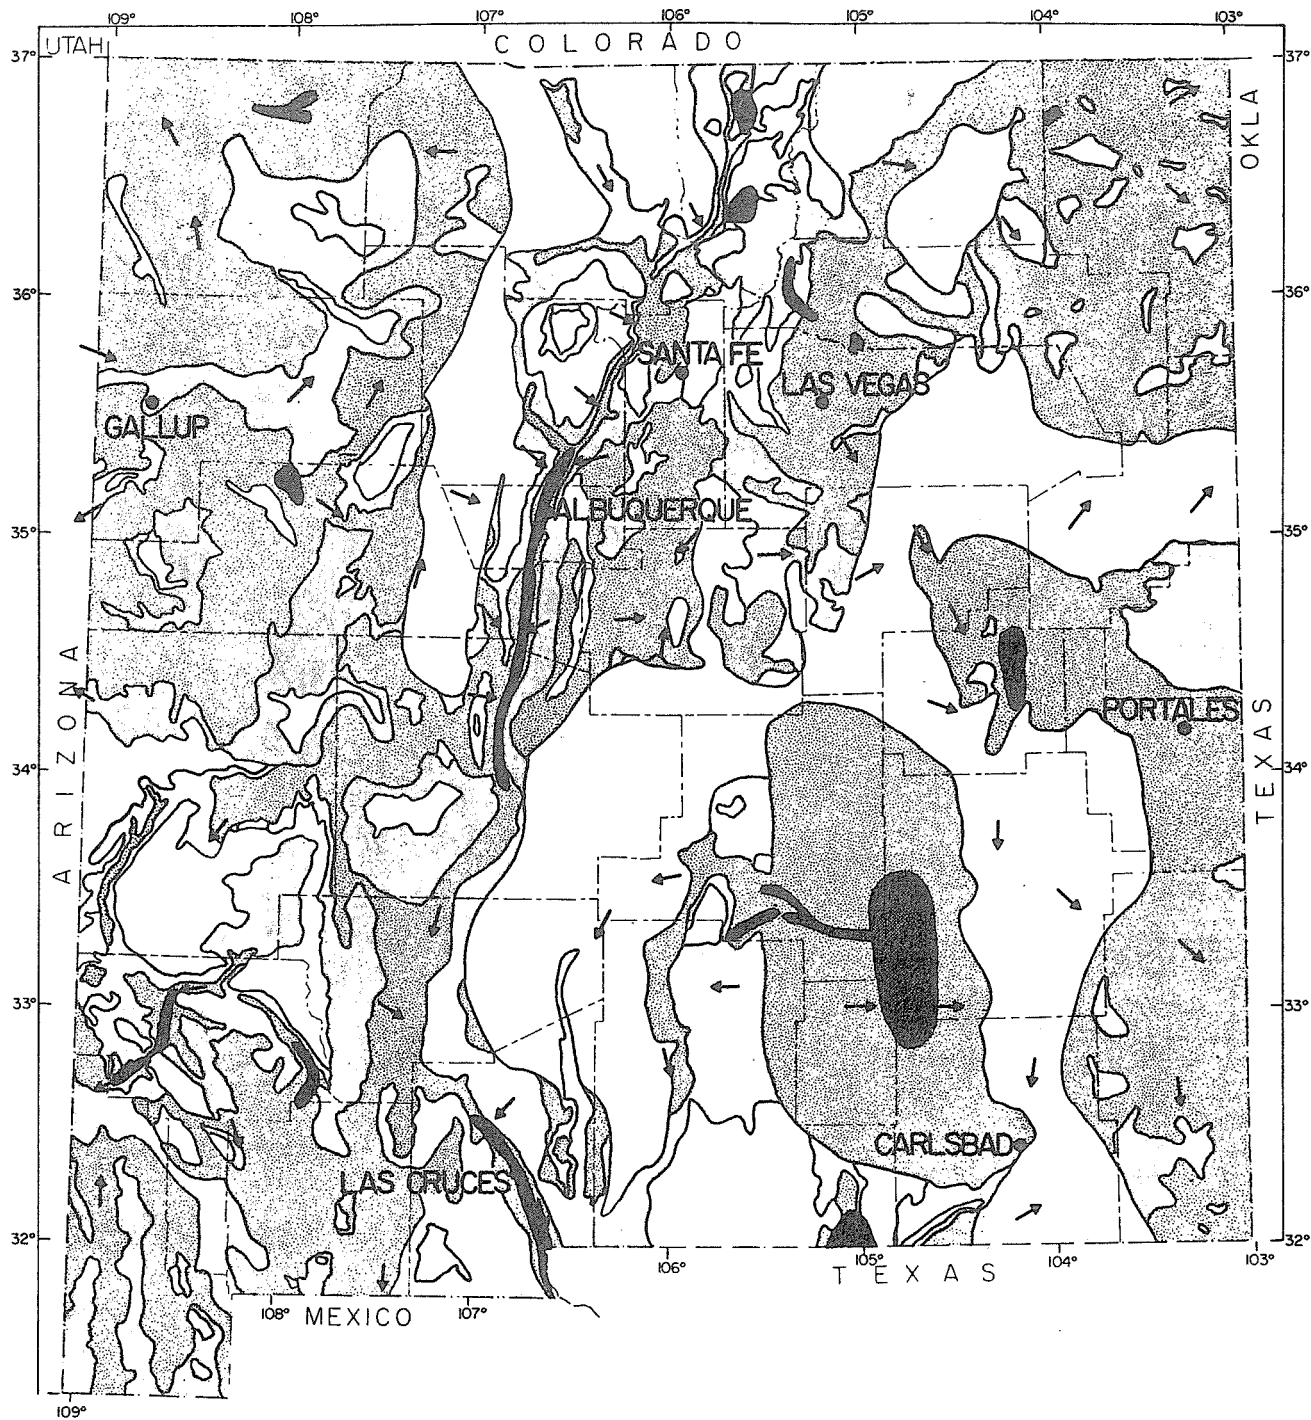 109° 108° 107° 106° 105° 104° 103°
UTAH COLORADO
37° 37°
OKLA
36° 36°
SANTA FE
LAS VEGAS
GALLUP
ALBUQUERQUE
35° 35°
ARIZONA
PORTALES
TEXAS
34° 34°
33° 33°
CARLSBAD
LAS CRUCES
32° 32°
106° 105° 104° 103°
TEXAS
108° 107°
MEXICO
109°